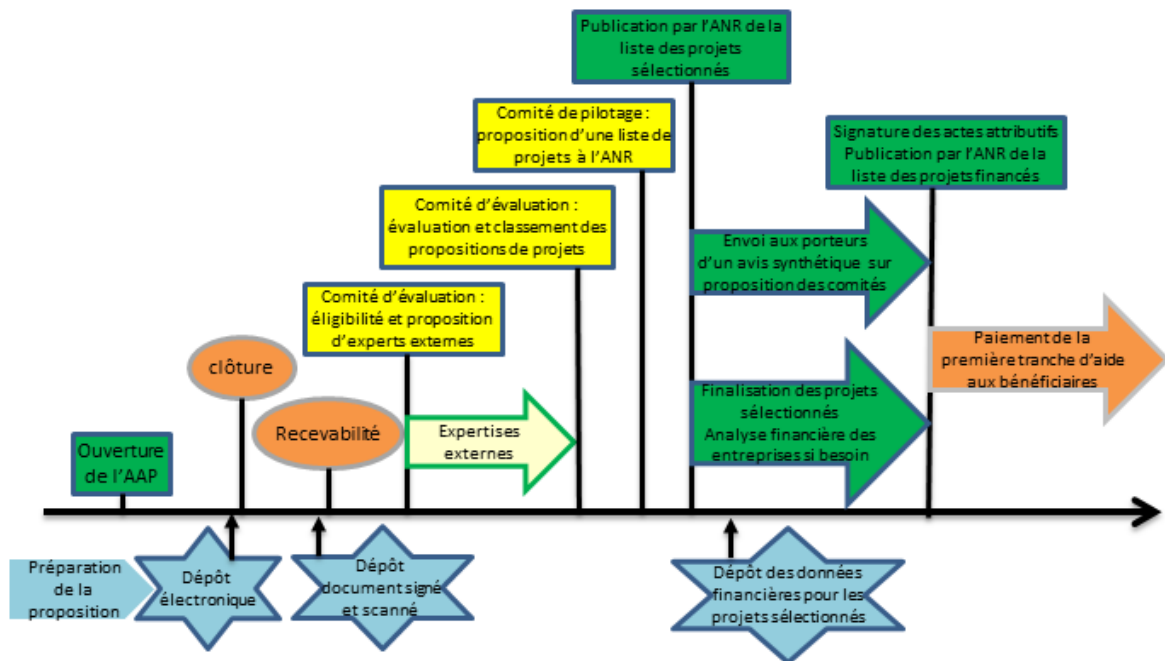 Publication par l'ANR de la
liste des projets
sélectionnés
Comité de pilotage :
proposition d'une liste de
projets à l'ANR
Signature des actes attributifs
Publication par l'ANR de la
liste des projets financés
Comité d'évaluation :
évaluation et classement des
propositions de projets
Envoi aux porteurs
d'un avis synthétique sur
proposition des comités
Comité d'évaluation :
éligibilité et proposition
d'experts externes
Paiement de la
première tranche d'aide
aux bénéficiaires
clôture
Finalisation des projets
sélectionnés
Analyse financière des
entreprises si besoin
Recevabilité
Expertises
externes
Ouverture
de l'AAP
Préparation
de la
proposition
Dépôt
électronique
Dépôt
document signé
et scanné
Dépôt des données
financières pour les
projets sélectionnés